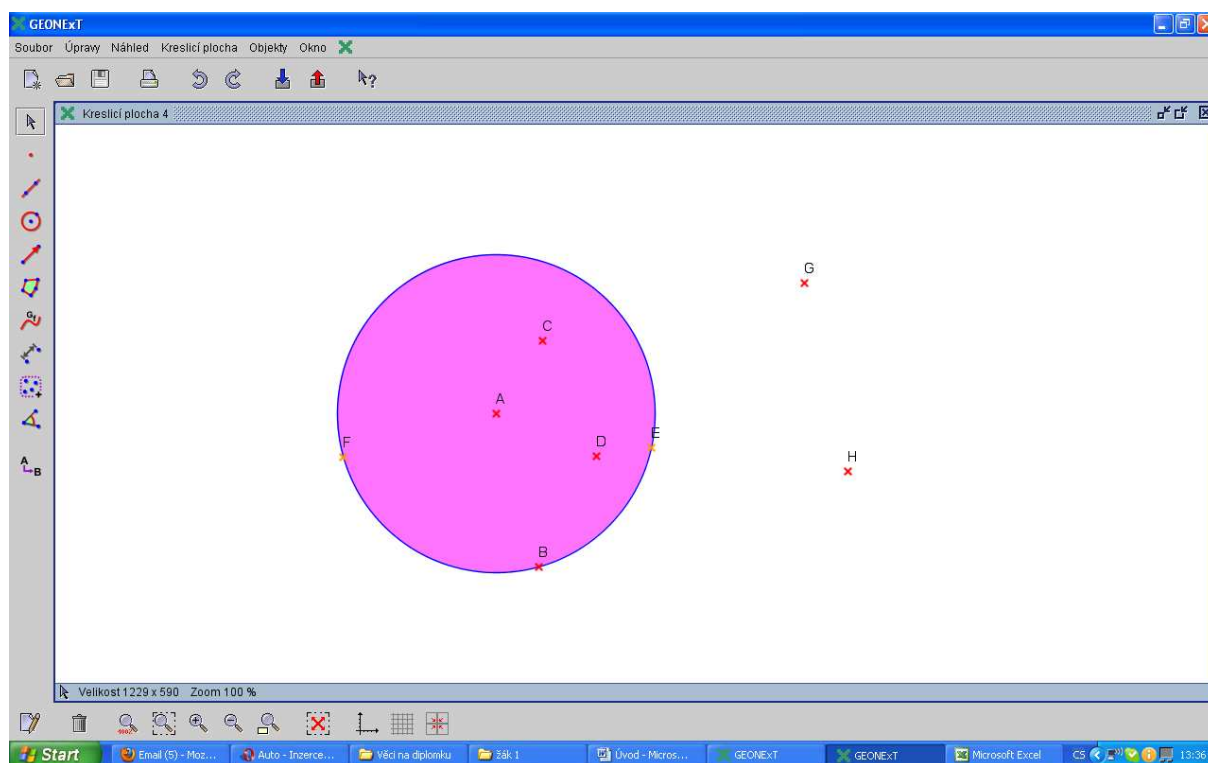 GEONExT
Soubor Úpravy Náhled Kreslicí plocha Objekty Okno
Kreslicí plocha 4
G
C
A
F
D
E
H
B
Velikost 1229 x 590 Zoom 100 %
Start Email (5) - Moz... Auto - Inzerce... Věci na diplomku žák 1 Úvod - Micros... GEONExT GEONExT Microsoft Excel CS 13:36